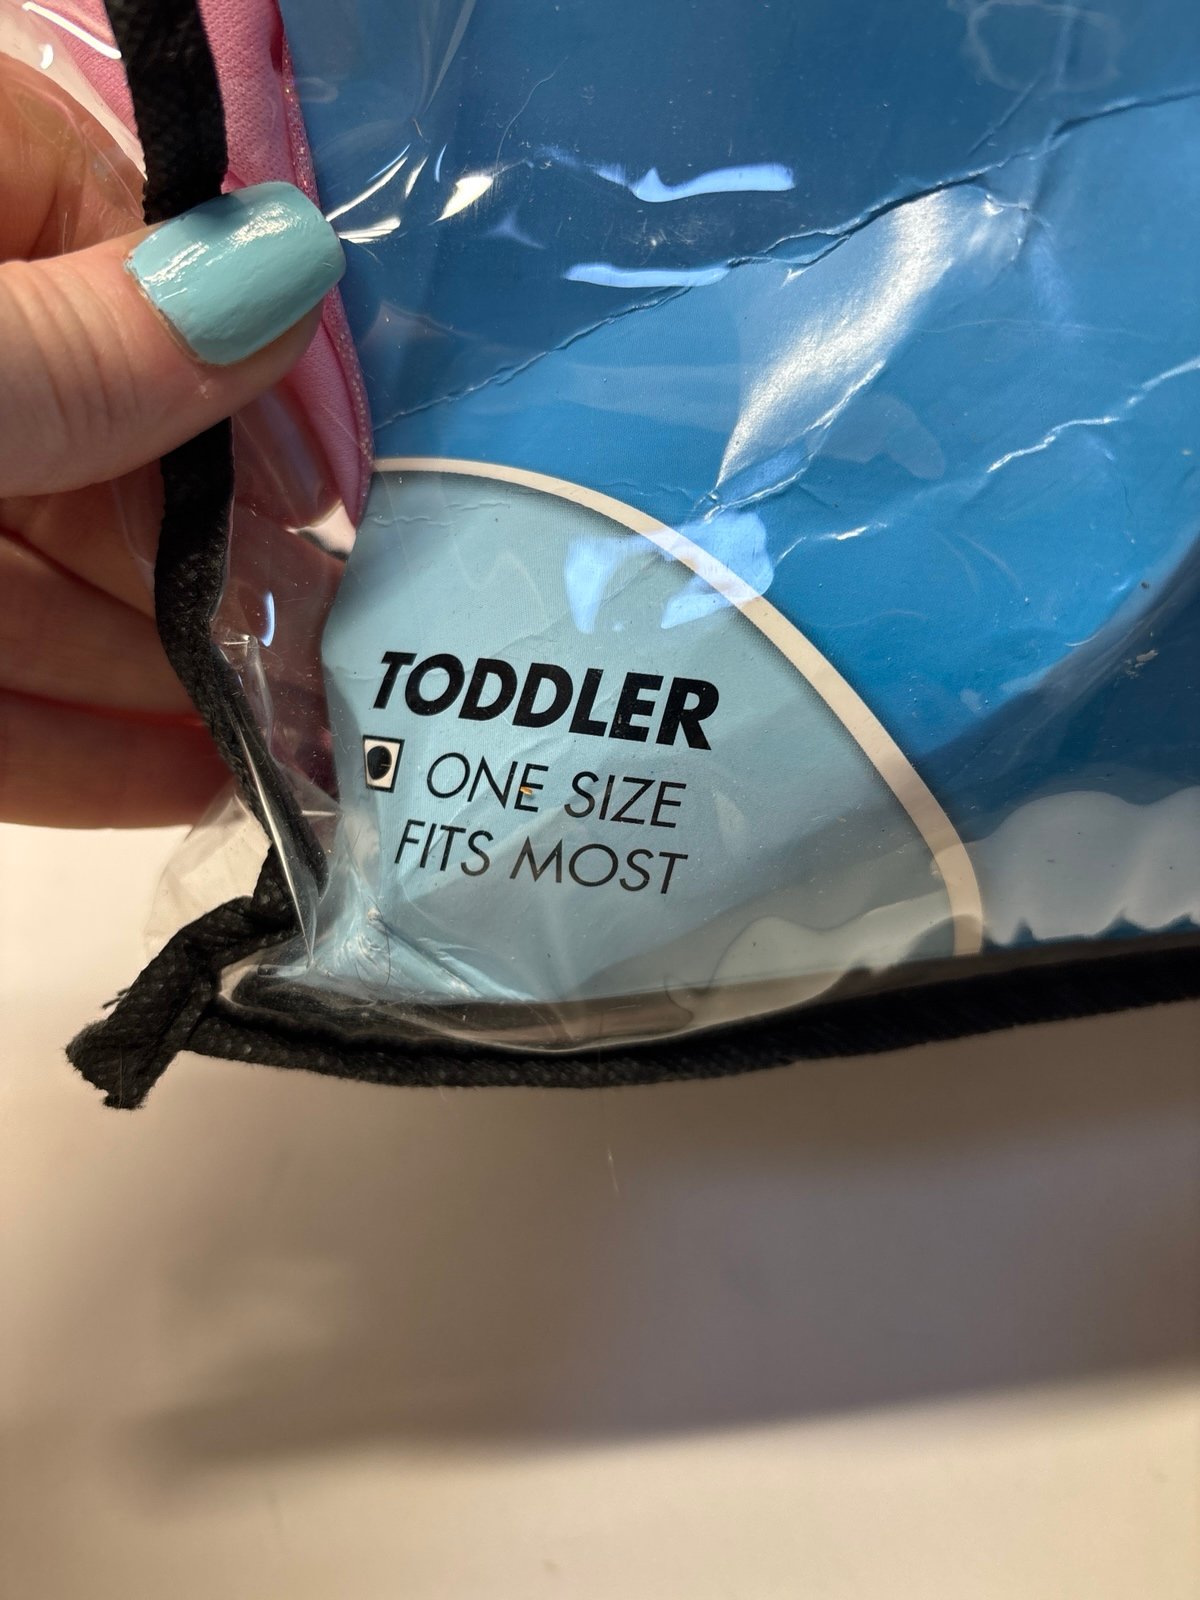 TODDLER
ONE SIZE
FITS MOST